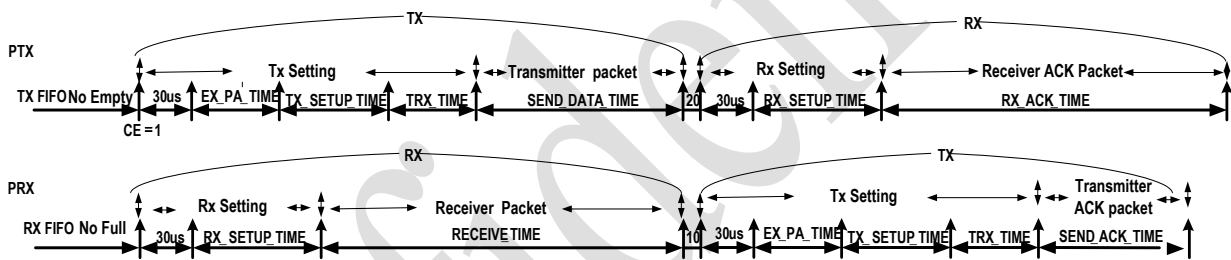 TX
RX
PTX
Tx Setting
Transmitter packet
Rx Setting
Receiver ACK Packet
TX FIFO No Empty
30us
EX_PA_TIME
TX_SETUP_TIME
TRX_TIME
SEND_DATA_TIME
20
30us
RX_SETUP_TIME
RX_ACK_TIME
CE =1
RX
TX
PRX
Rx Setting
Receiver Packet
Tx Setting
Transmitter
ACK packet
RX FIFO No Full
30us
RX_SETUP_TIME
RECEIVE TIME
10
30us
EX_PA_TIME
TX_SETUP_TIME
TRX_TIME
SEND_ACK_TIME